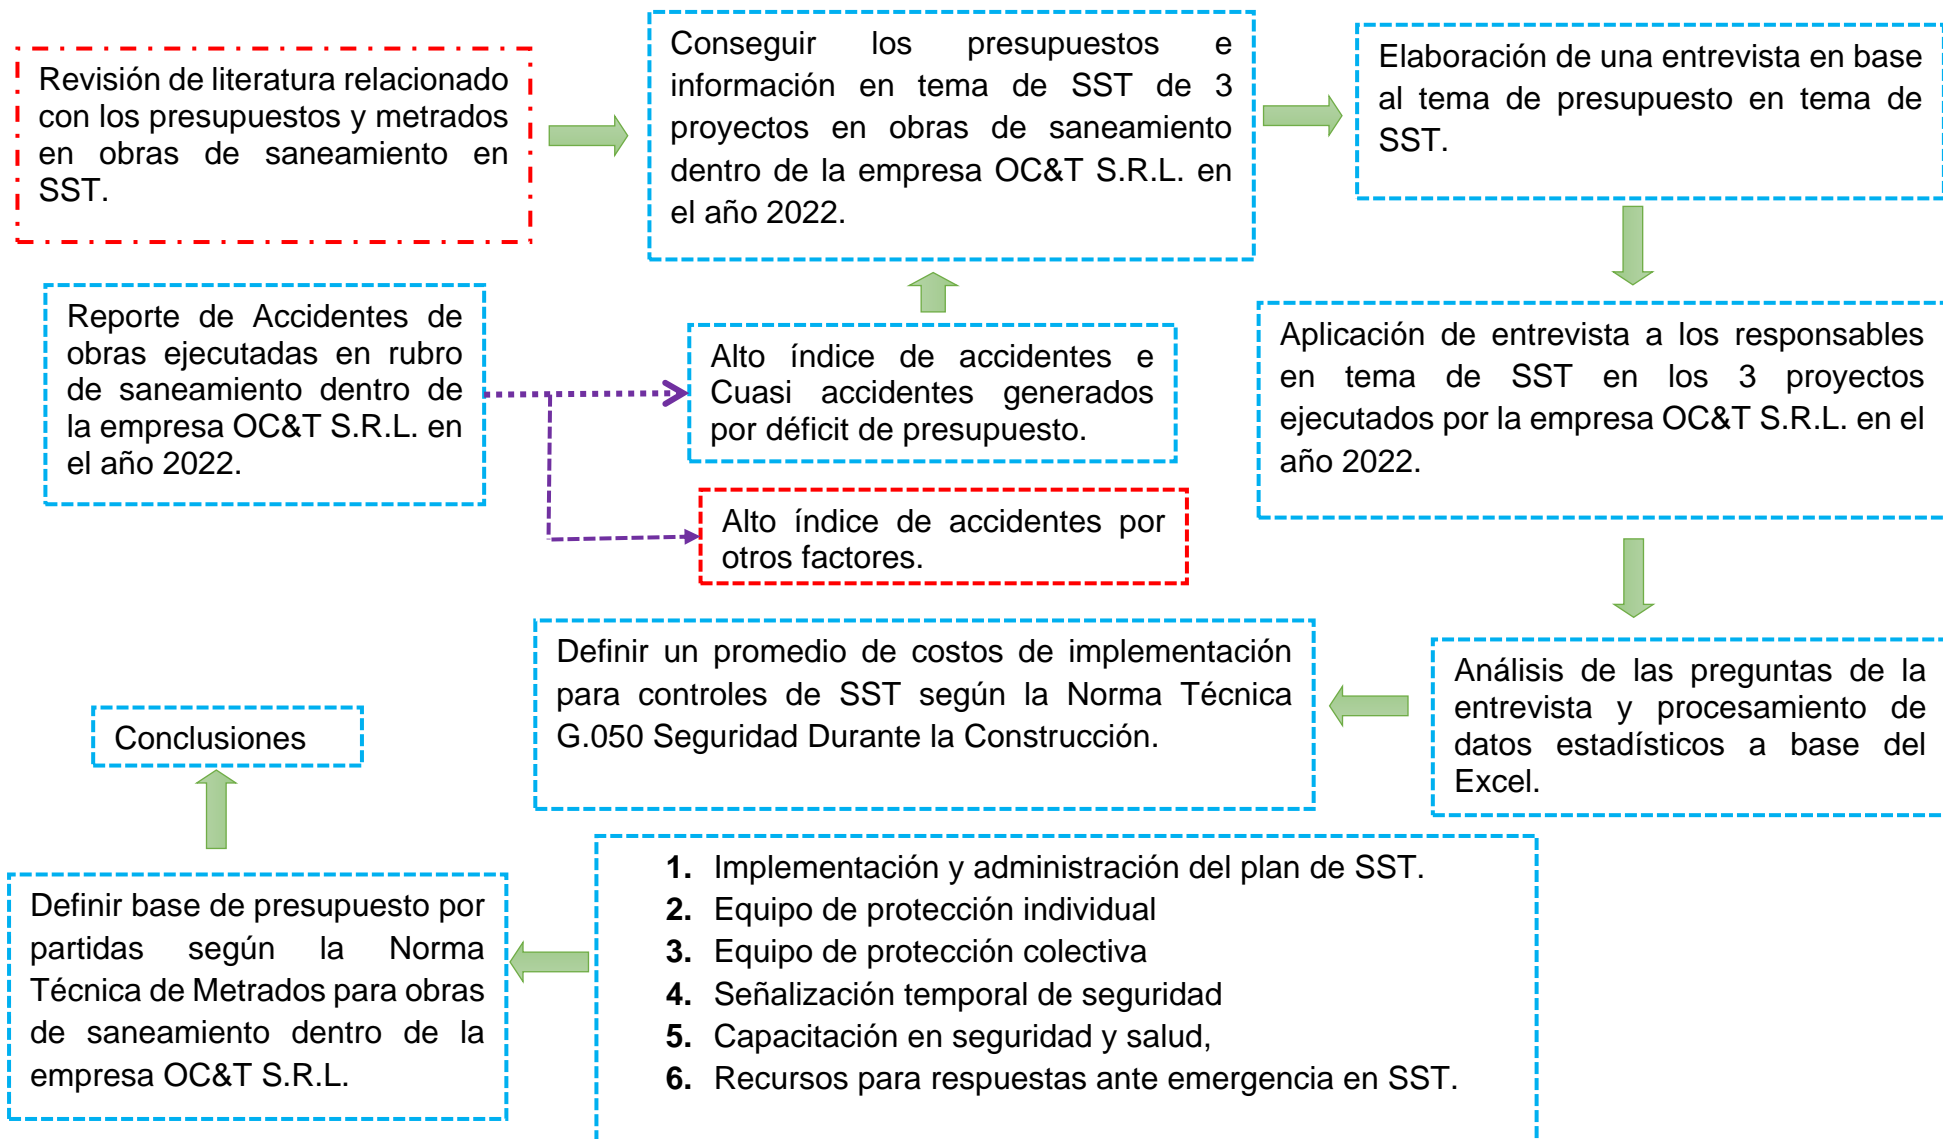 Revisión de literatura relacionado
con los presupuestos y metrados
en obras de saneamiento en
SST.
Conseguir los presupuestos e
información en tema de SST de 3
proyectos en obras de saneamiento
dentro de la empresa OC&T S.R.L. en
el año 2022.
Elaboración de una entrevista en base
al tema de presupuesto en tema de
SST.
Reporte de Accidentes de
obras ejecutadas en rubro
de saneamiento dentro de
la empresa OC&T S.R.L. en
el año 2022.
Alto índice de accidentes e
Cuasi accidentes generados
por déficit de presupuesto.
Alto índice de accidentes por
otros factores.
Aplicación de entrevista a los responsables
en tema de SST en los 3 proyectos
ejecutados por la empresa OC&T S.R.L. en el
año 2022.
Análisis de las preguntas de la
entrevista y procesamiento de
datos estadísticos a base del
Excel.
Definir un promedio de costos de implementación
para controles de SST según la Norma Técnica
G.050 Seguridad Durante la Construcción.
1. Implementación y administración del plan de SST.
2. Equipo de protección individual
3. Equipo de protección colectiva
4. Señalización temporal de seguridad
5. Capacitación en seguridad y salud,
6. Recursos para respuestas ante emergencia en SST.
Definir base de presupuesto por
partidas según la Norma
Técnica de Metrados para obras
de saneamiento dentro de la
empresa OC&T S.R.L.
Conclusiones